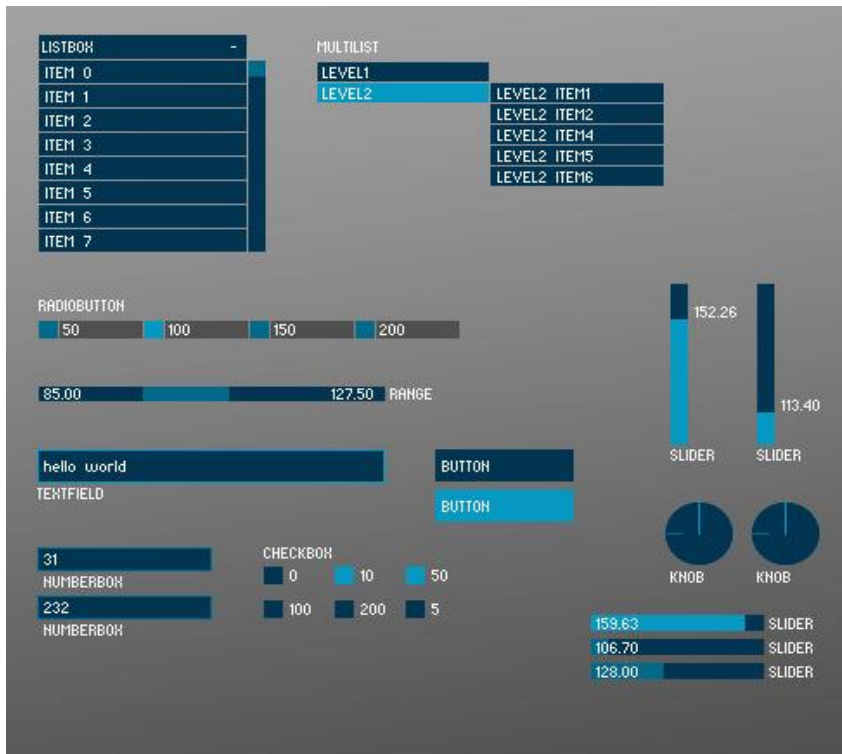 LISTBOX -
ITEM 0
ITEM 1
ITEM 2
ITEM 3
ITEM 4
ITEM 5
ITEM 6
ITEM 7
MULTILIST
LEVEL1
LEVEL2
LEVEL2 ITEM1
LEVEL2 ITEM2
LEVEL2 ITEM4
LEVEL2 ITEM5
LEVEL2 ITEM6
RADIOBUTTON
50 100 150 200
85.00 127.50 RANGE
152.26
113.40
SLIDER SLIDER
hello world
TEXTFIELD
BUTTON
BUTTON
31
NUMBERBOX
232
NUMBERBOX
CHECKBOX
0 10 50
100 200 5
KNOB KNOB
159.63 SLIDER
106.70 SLIDER
128.00 SLIDER